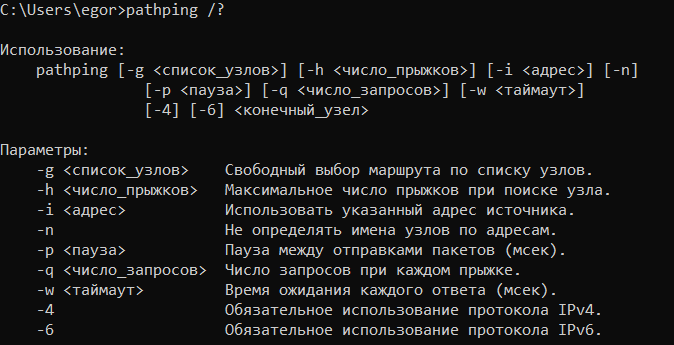 C:\Users\egor>pathping /?
Использование:
pathping [-g <список_узлов>] [-h <число_прыжков>] [-i <адрес>] [-n]
[-p <пауза>] [-q <число_запросов>] [-w <таймаут>]
[-4] [-6] <конечный_узел>
Параметры:
-g <список_узлов> Свободный выбор маршрута по списку узлов.
-h <число_прыжков> Максимальное число прыжков при поиске узла.
-i <адрес> Использовать указанный адрес источника.
-n Не определять имена узлов по адресам.
-p <пауза> Пауза между отправками пакетов (мсек).
-q <число_запросов> Число запросов при каждом прыжке.
-w <таймаут> Время ожидания каждого ответа (мсек).
-4 Обязательное использование протокола IPv4.
-6 Обязательное использование протокола IPv6.